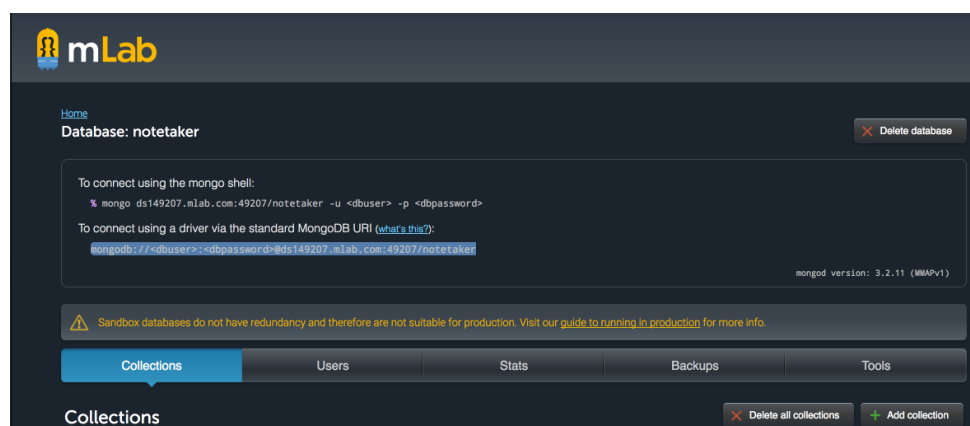 mLab
Home
Database: notetaker
Delete database
To connect using the mongo shell:
% mongo ds149207.mlab.com:49207/notetaker -u <dbuser> -p <dbpassword>
To connect using a driver via the standard MongoDB URI (what's this?):
mongodb://<dbuser>:<dbpassword>@ds149207.mlab.com:49207/notetaker
mongod version: 3.2.11 (MMAPv1)
Sandbox databases do not have redundancy and therefore are not suitable for production. Visit our guide to running in production for more info.
Collections Users Stats Backups Tools
Collections
Delete all collections
Add collection